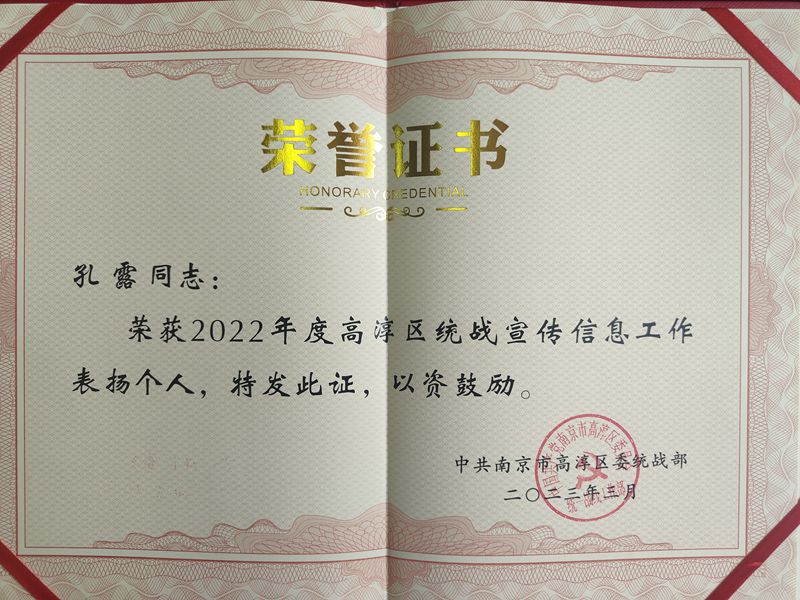 荣誉证书
HONORARY CREDENTIAL
孔露同志：
荣获2022年度高淳区统战宣传信息工作
表扬个人，特发此证，以资鼓励。
中共南京市高淳区委统战部
二〇二三年三月